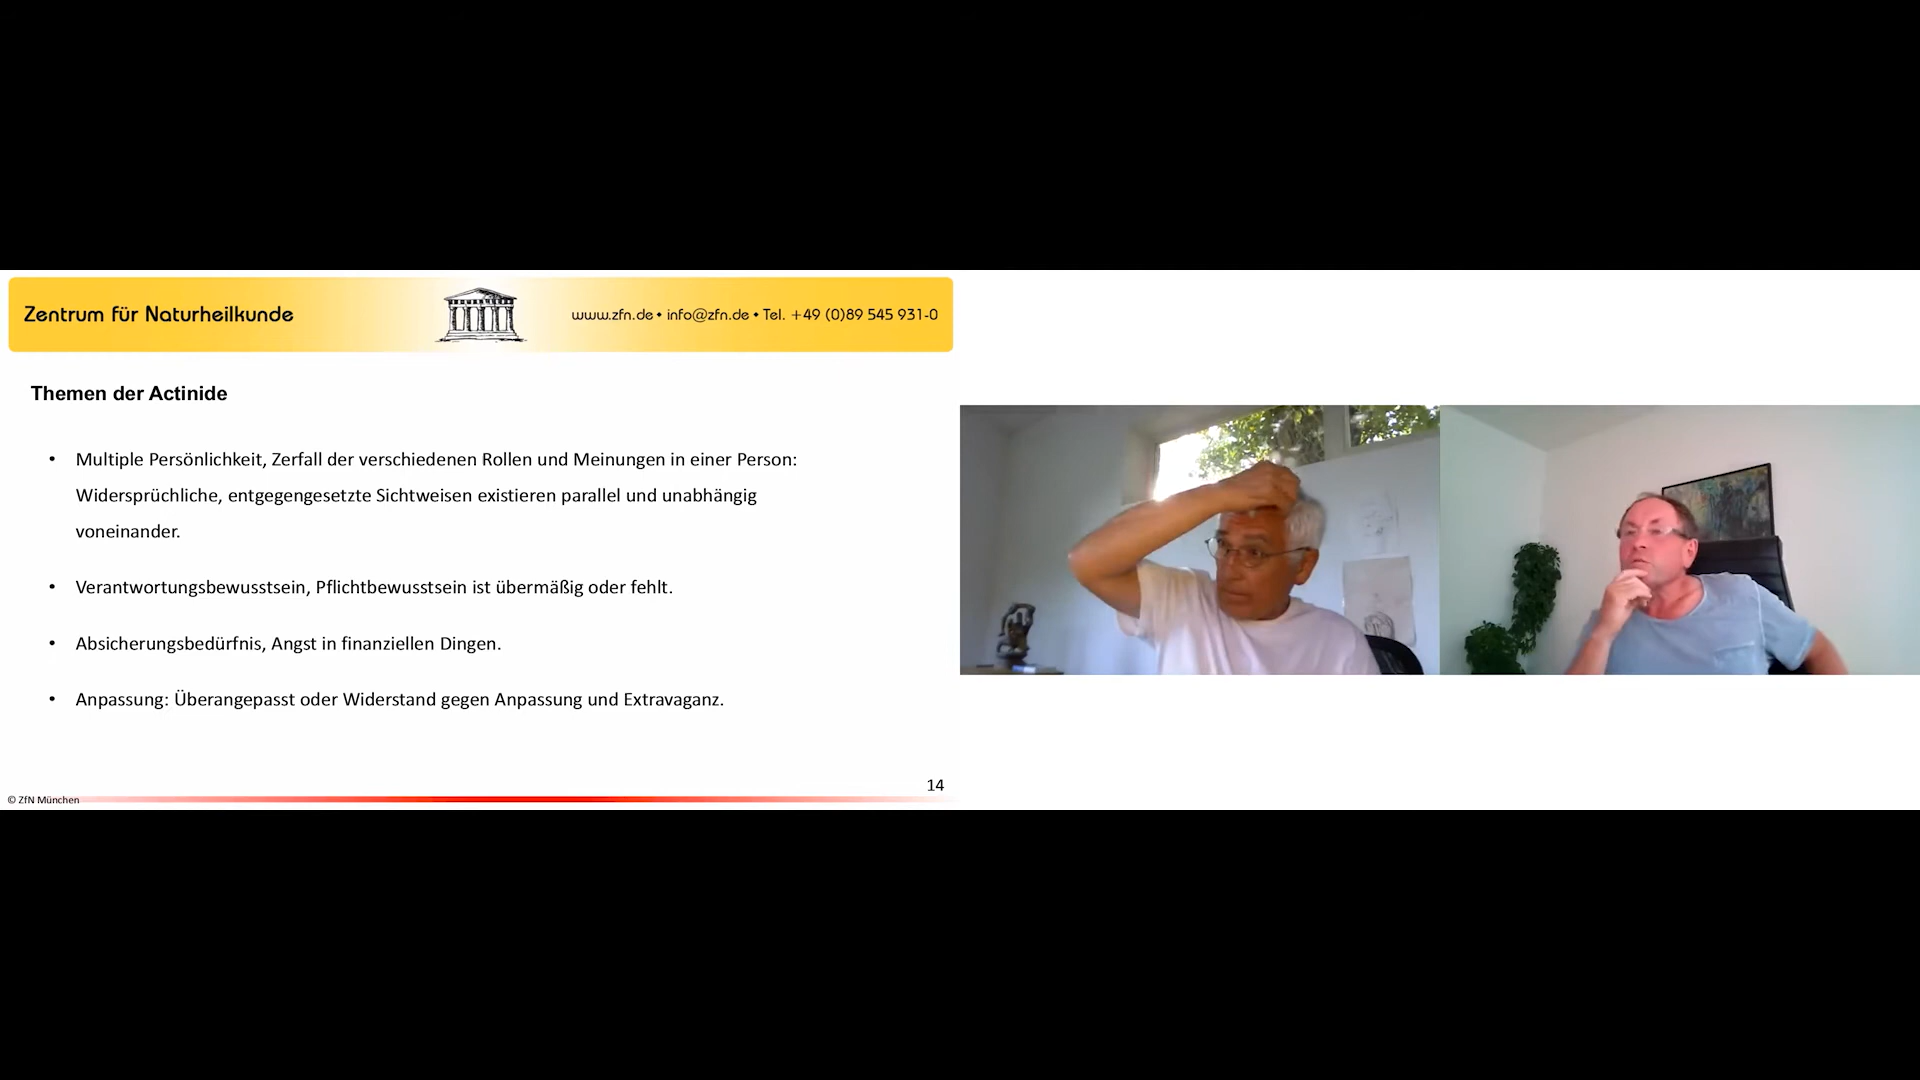 Zentrum für Naturheilkunde
www.zfn.de • info@zfn.de • Tel. +49 (0)89 545 931-0
Themen der Actinide
• Multiple Persönlichkeit, Zerfall der verschiedenen Rollen und Meinungen in einer Person:
Widersprüchliche, entgegengesetzte Sichtweisen existieren parallel und unabhängig
voneinander.
• Verantwortungsbewusstsein, Pflichtbewusstsein ist übermäßig oder fehlt.
• Absicherungsbedürfnis, Angst in finanziellen Dingen.
• Anpassung: Überangepasst oder Widerstand gegen Anpassung und Extravaganz.
14
© ZfN München